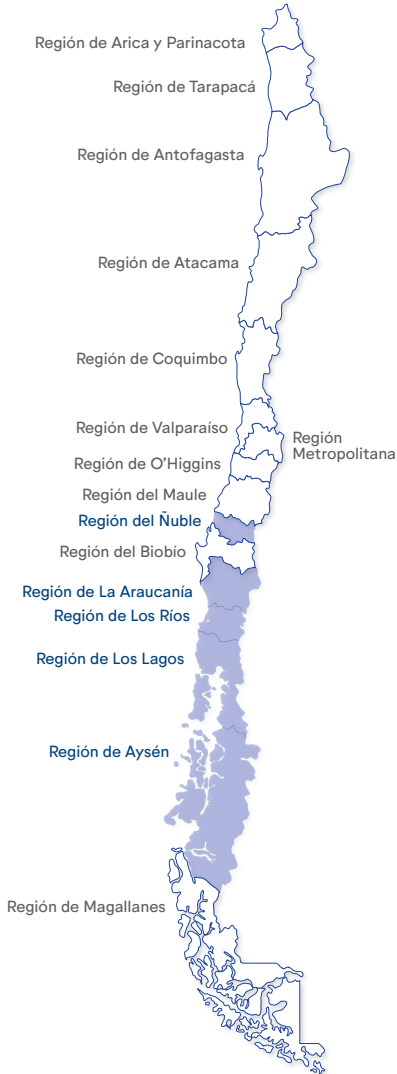 Región de Arica y Parinacota
Región de Tarapacá
Región de Antofagasta
Región de Atacama
Región de Coquimbo
Región de Valparaíso
Región
Metropolitana
Región de O'Higgins
Región del Maule
Región del Ñuble
Región del Biobío
Región de La Araucanía
Región de Los Ríos
Región de Los Lagos
Región de Aysén
Región de Magallanes